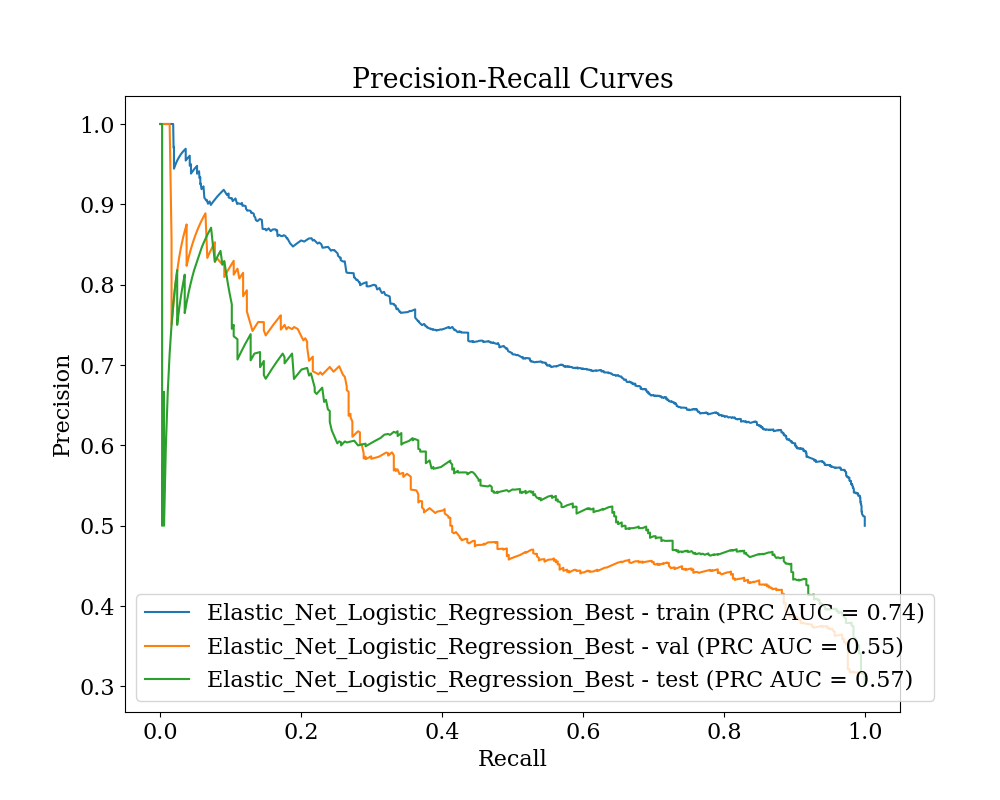 Precision-Recall Curves
1.0
0.9
0.8
0.7
0.6
0.5
0.4
0.3
Precision
Elastic_Net_Logistic_Regression_Best - train (PRC AUC = 0.74)
Elastic_Net_Logistic_Regression_Best - val (PRC AUC = 0.55)
Elastic_Net_Logistic_Regression_Best - test (PRC AUC = 0.57)
0.0 0.2 0.4 0.6 0.8 1.0
Recall